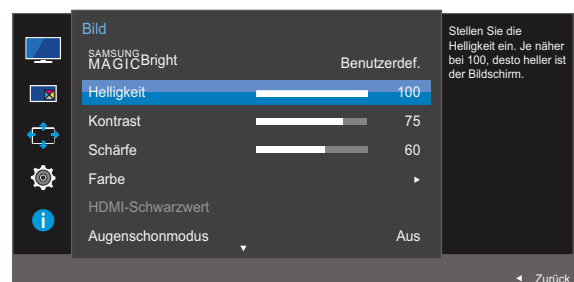 Bild
SAMSUNG
MAGICBright Benutzerdef.
Helligkeit 100
Kontrast 75
Schärfe 60
Farbe
HDMI-Schwarzwert
Augenschonmodus Aus
Stellen Sie die
Helligkeit ein. Je näher
bei 100, desto heller ist
der Bildschirm.
Zurück